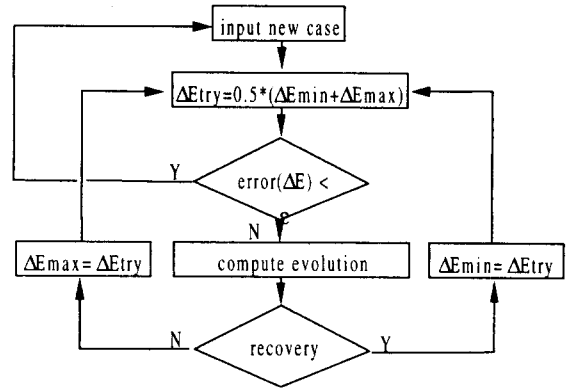 input new case
ΔEtry=0.5*(ΔEmin+ΔEmax)
Y
error(ΔE) <
ε
N
ΔEmax= ΔEtry
compute evolution
ΔEmin= ΔEtry
N
recovery
Y